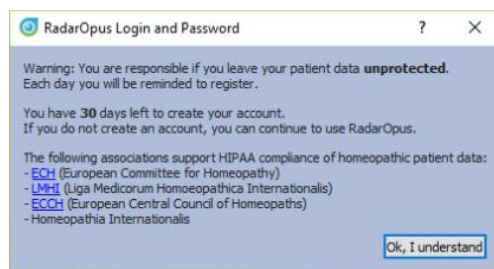 RadarOpus Login and Password
Warning: You are responsible if you leave your patient data unprotected.
Each day you will be reminded to register.
You have 30 days left to create your account.
If you do not create an account, you can continue to use RadarOpus.
The following associations support HIPAA compliance of homeopathic patient data:
- ECH (European Committee for Homeopathy)
- LMHI (Liga Medicorum Homoeopathica Internationalis)
- ECCH (European Central Council of Homeopaths)
- Homeopathia Internationalis
Ok, I understand